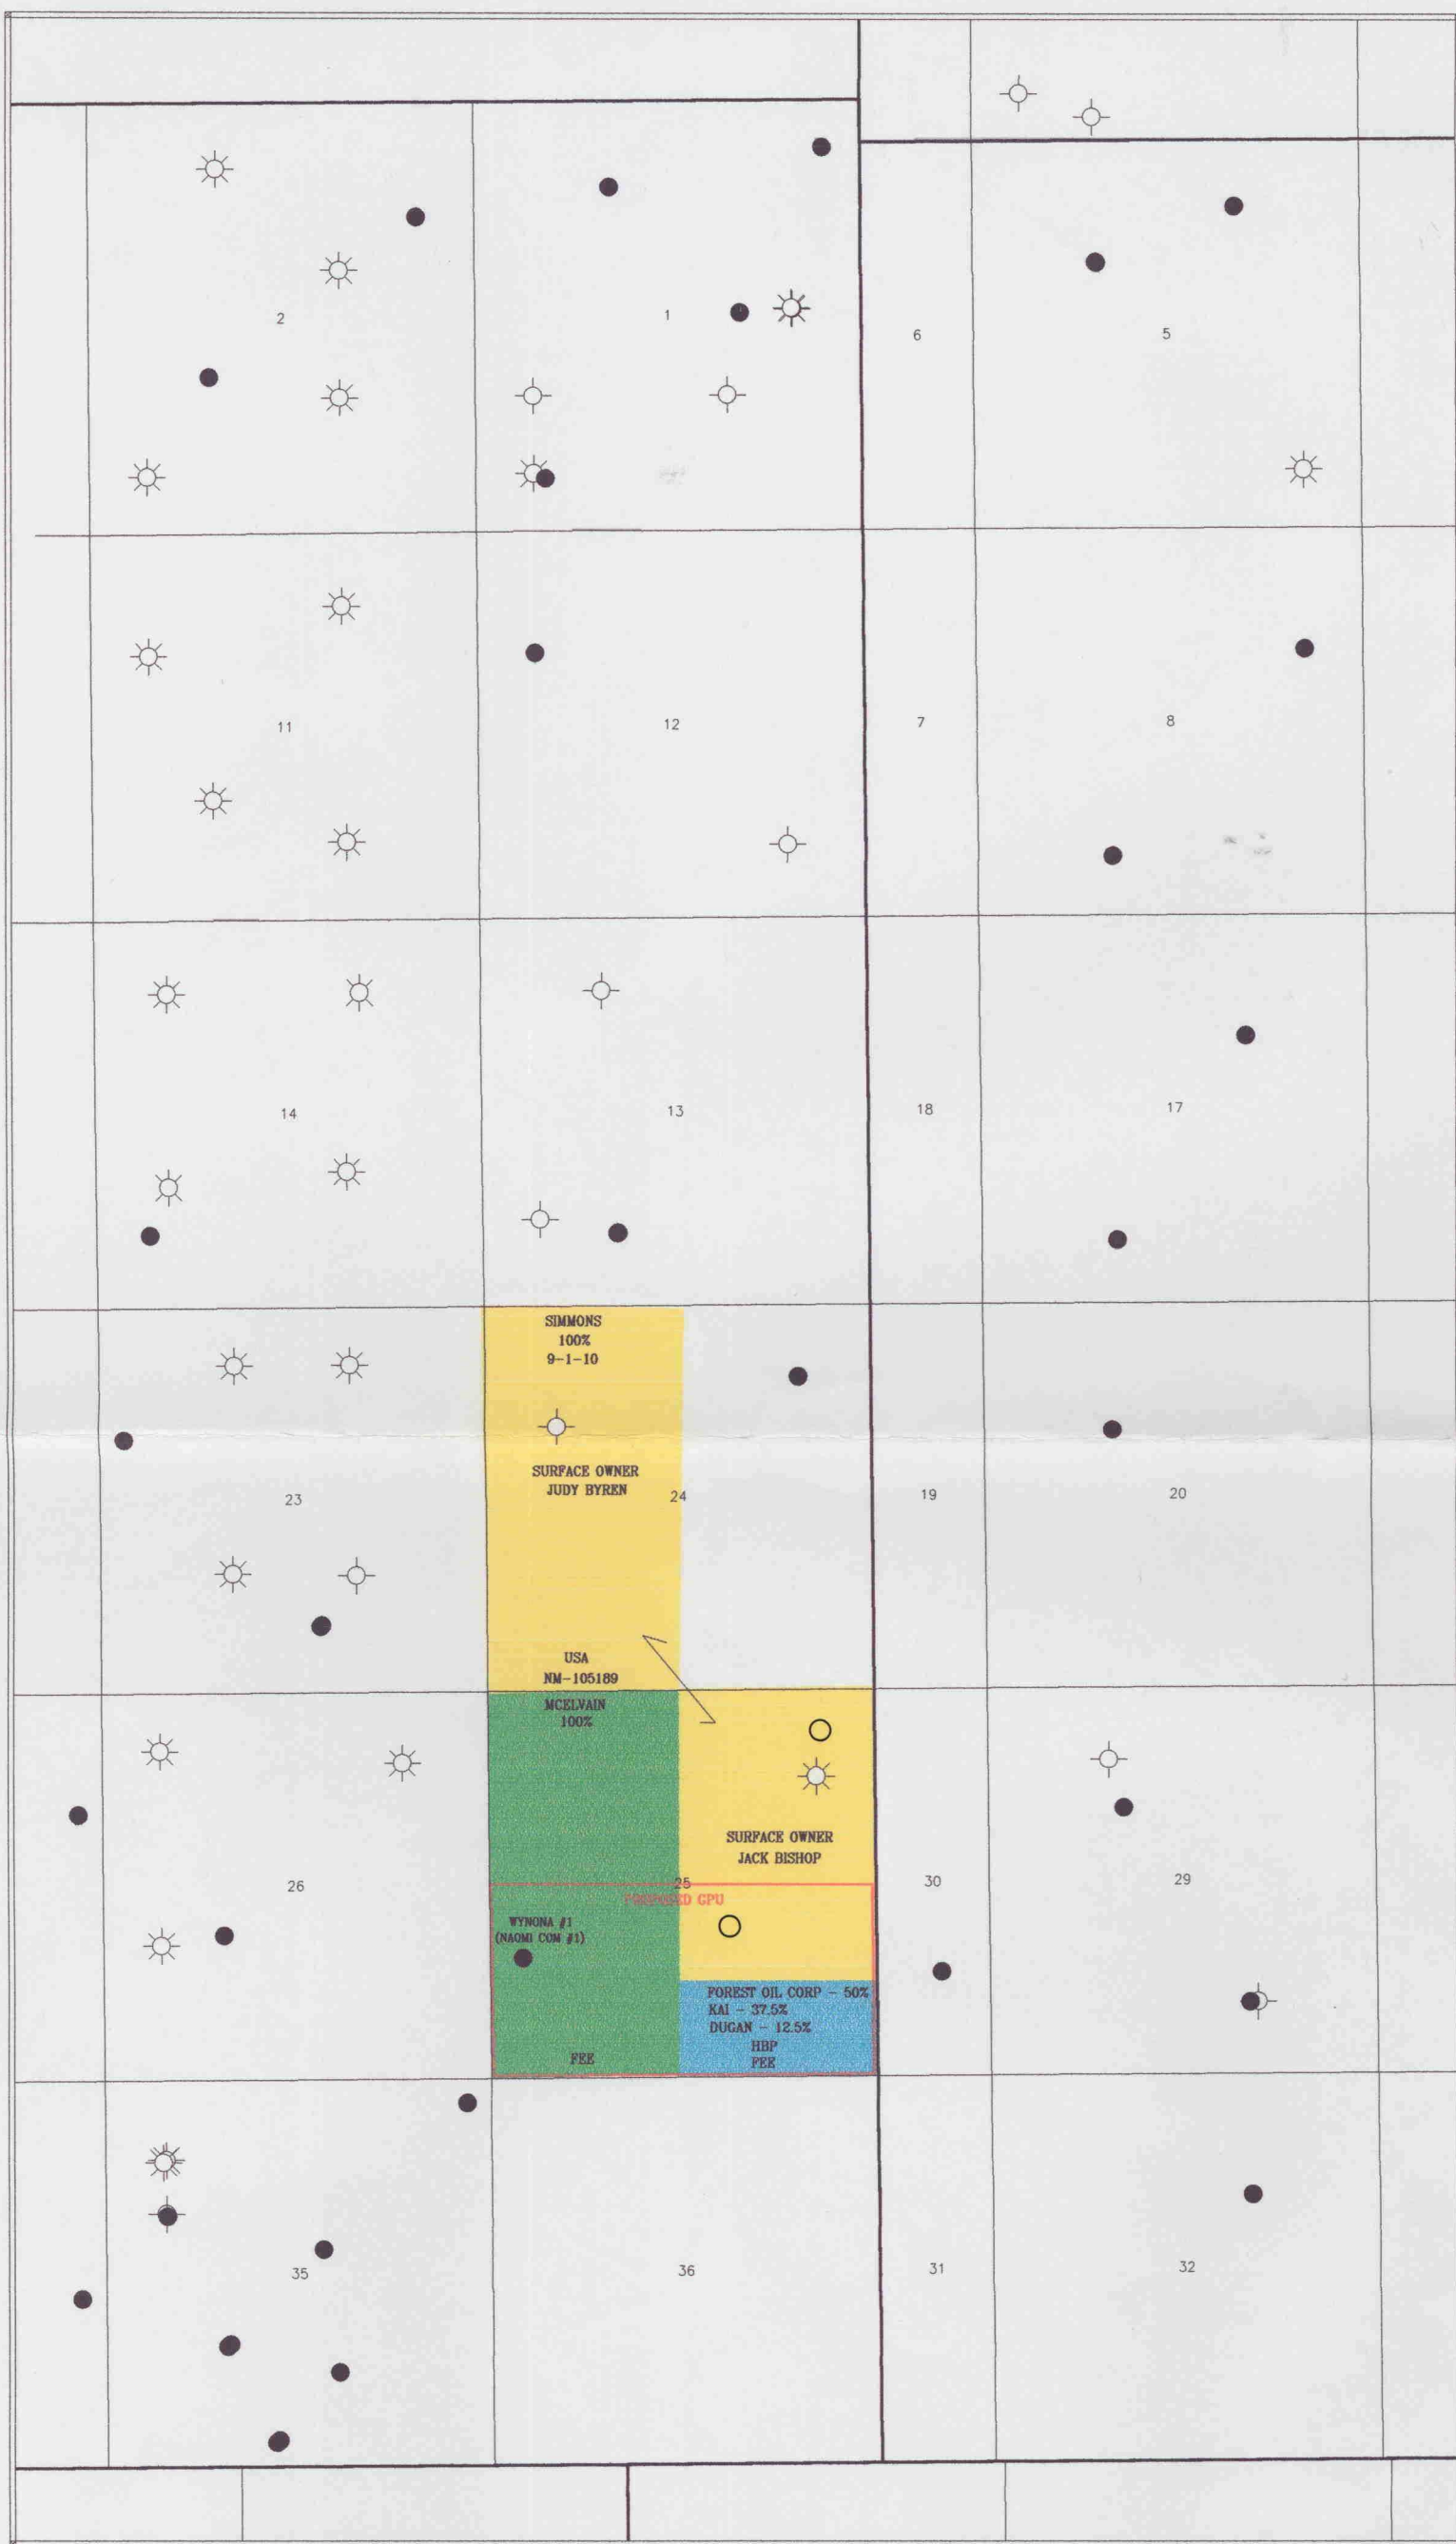 2
1
6
5
11
12
7
8
14
13
18
17
SIMMONS
100%
9-1-10
SURFACE OWNER
JUDY BYREN
23
24
19
20
USA
NM-105189
MCELVAIN
100%
SURFACE OWNER
JACK BISHOP
26
25
30
29
PROPOSED GPU
WYNONA #1
(NAOMI COM #1)
FOREST OIL CORP - 50%
KAI - 37.5%
DUGAN - 12.5%
HBP
FEE
FEE
35
36
31
32